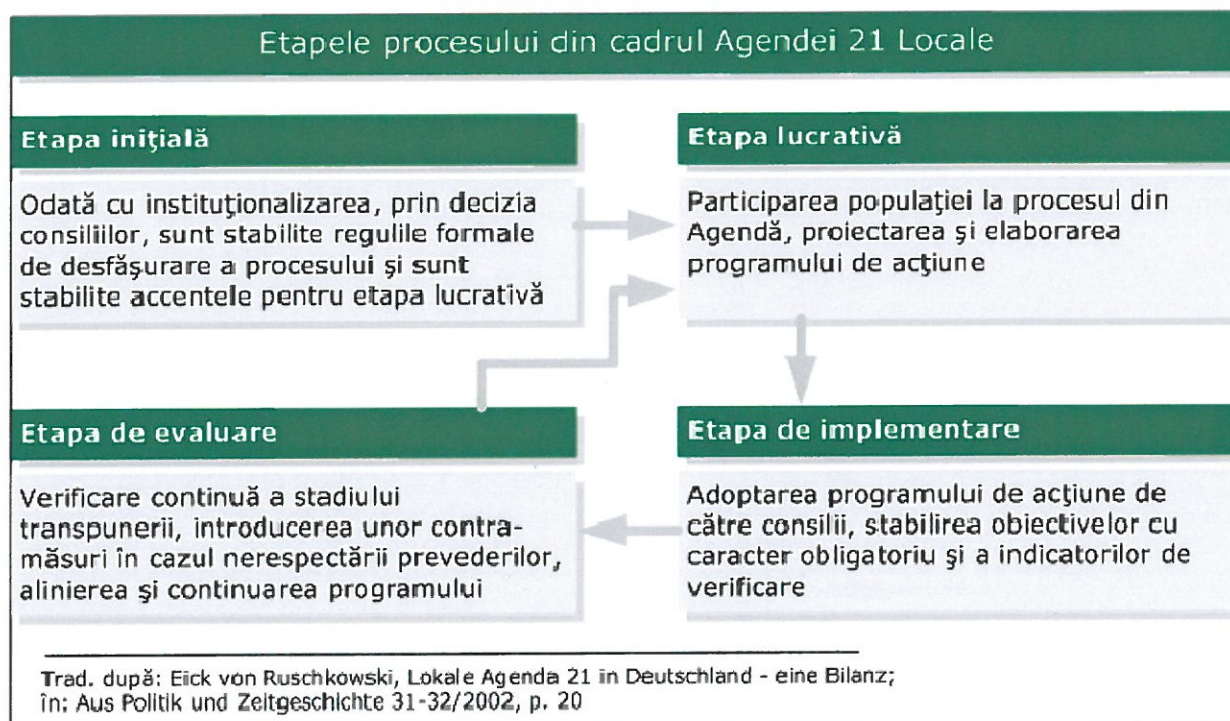 Etapele procesului din cadrul Agendei 21 Locale
Etapa iniţială
Odată cu instituţionalizarea, prin decizia
consiliilor, sunt stabilite regulile formale
de desfăşurare a procesului şi sunt
stabilite accentele pentru etapa lucrativă
Etapa lucrativă
Participarea populaţiei la procesul din
Agendă, proiectarea şi elaborarea
programului de acţiune
Etapa de evaluare
Verificare continuă a stadiului
transpunerii, introducerea unor contra-
măsuri în cazul nerespectării prevederilor,
alinierea şi continuarea programului
Etapa de implementare
Adoptarea programului de acţiune de
către consilii, stabilirea obiectivelor cu
caracter obligatoriu şi a indicatorilor de
verificare
Trad. după: Eick von Ruschkowski, Lokale Agenda 21 in Deutschland - eine Bilanz;
în: Aus Politik und Zeitgeschichte 31-32/2002, p. 20